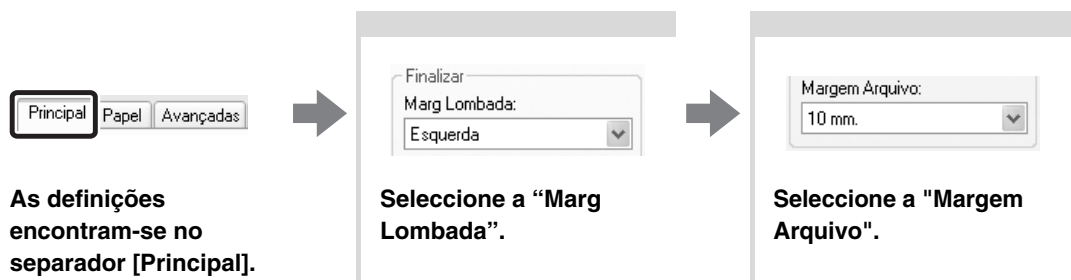 Principal Papel Avançadas
As definições
encontram-se no
separador [Principal].
Finalizar
Marg Lombada:
Esquerda
Seleccione a “Marg
Lombada”.
Margem Arquivo:
10 mm.
Seleccione a "Margem
Arquivo".